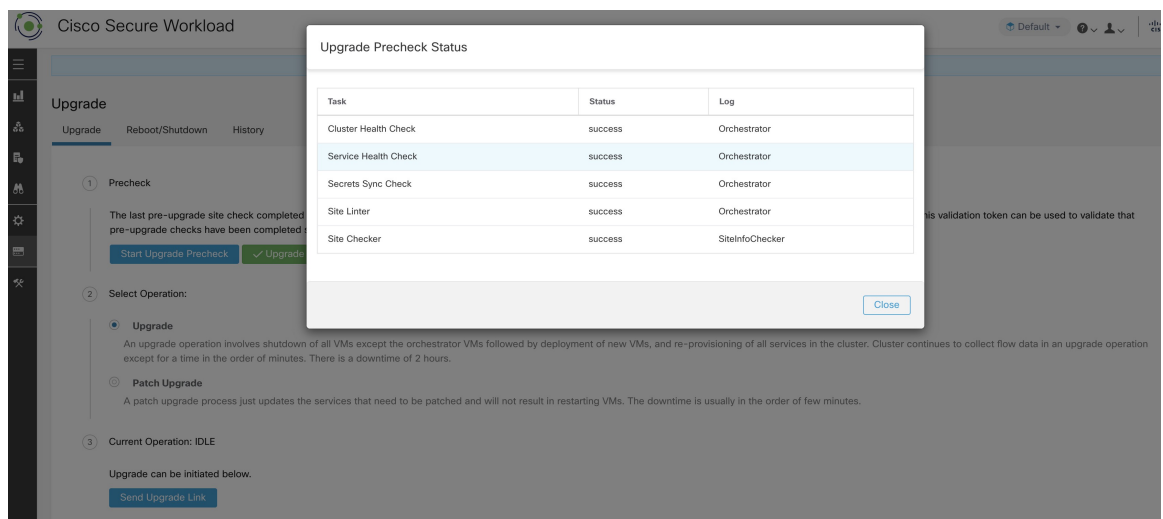 Cisco Secure Workload
Default
Upgrade
Upgrade Reboot/Shutdown History
1 Precheck
The last pre-upgrade site check completed
his validation token can be used to validate that
pre-upgrade checks have been completed
Start Upgrade Precheck Upgrade
2 Select Operation:
Upgrade
An upgrade operation involves shutdown of all VMs except the orchestrator VMs followed by deployment of new VMs, and re-provisioning of all services in the cluster. Cluster continues to collect flow data in an upgrade operation
except for a time in the order of minutes. There is a downtime of 2 hours.
Patch Upgrade
A patch upgrade process just updates the services that need to be patched and will not result in restarting VMs. The downtime is usually in the order of few minutes.
3 Current Operation: IDLE
Upgrade can be initiated below.
Send Upgrade Link
Upgrade Precheck Status
Task Status Log
Cluster Health Check success Orchestrator
Service Health Check success Orchestrator
Secrets Sync Check success Orchestrator
Site Linter success Orchestrator
Site Checker success SiteInfoChecker
Close